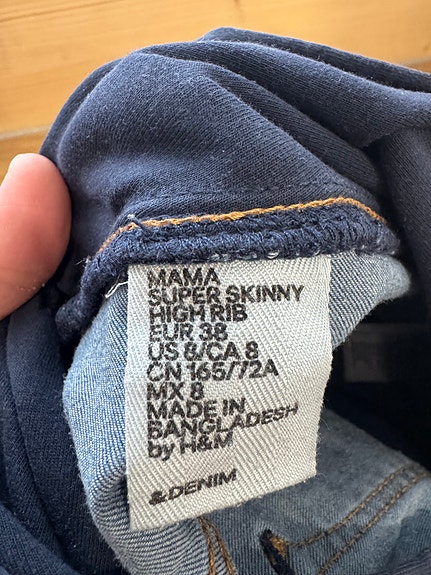 MAMA
SUPER SKINNY
HIGH RIB
EUR 38
US 8/CA 8
CN 165/72A
MX 8
MADE IN
BANGLADESH
by H&M
&DENIM